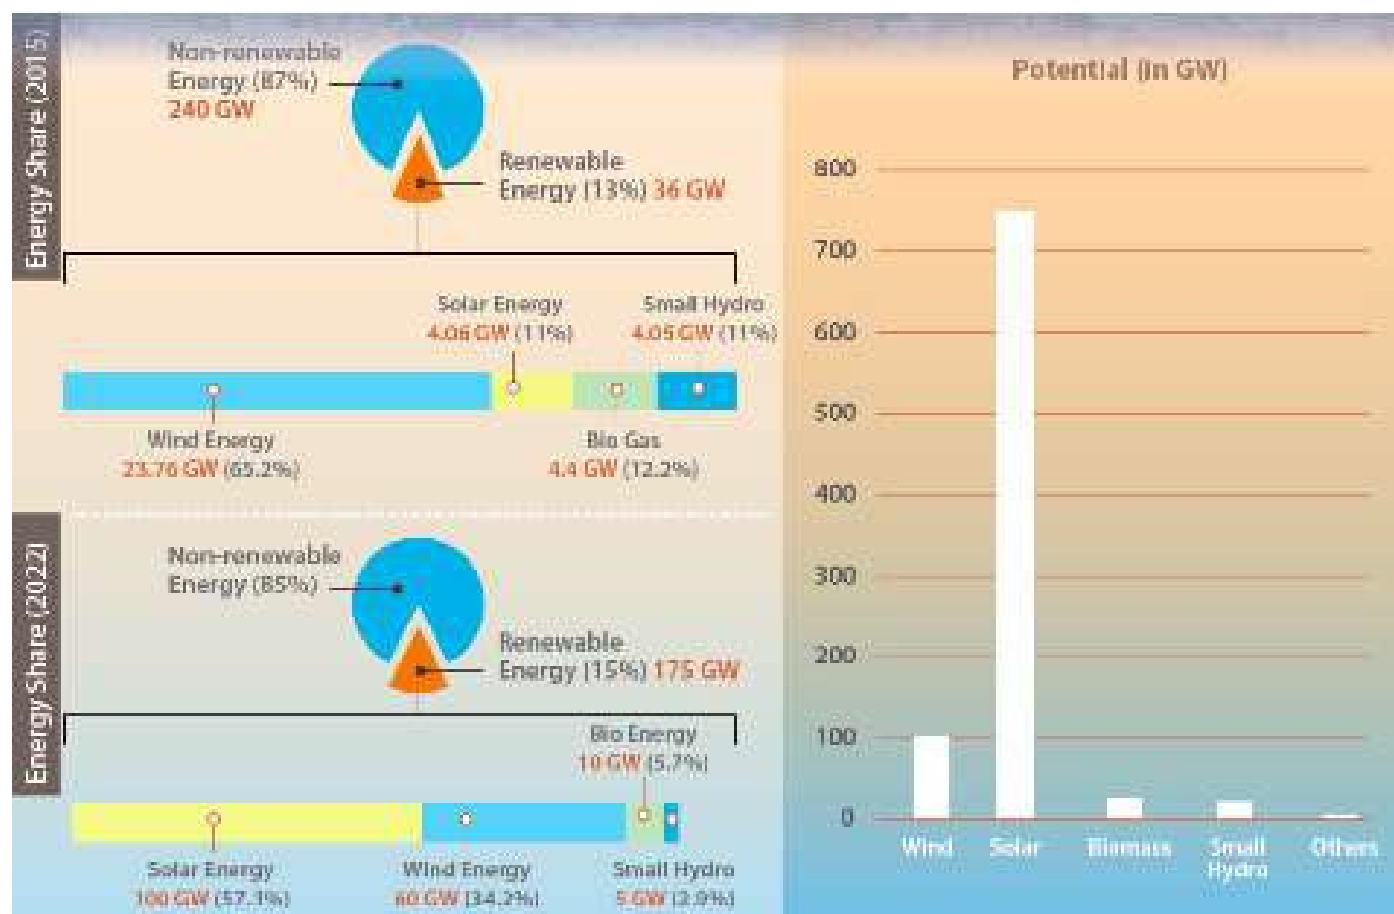 Energy Share (2015)
Non-renewable
Energy (87%)
240 GW
Renewable
Energy (13%) 36 GW
Solar Energy
4.06 GW (11%)
Small Hydro
4.05 GW (11%)
Wind Energy
23.76 GW (65.2%)
Bio Gas
4.4 GW (12.2%)
Energy Share (2022)
Non-renewable
Energy (85%)
Renewable
Energy (15%) 175 GW
Bio Energy
10 GW (5.7%)
Solar Energy
100 GW (57.1%)
Wind Energy
60 GW (34.2%)
Small Hydro
5 GW (2.9%)
Potential (in GW)
800
700
600
500
400
300
200
100
0
Wind
Solar
Biomass
Small
Hydro
Others